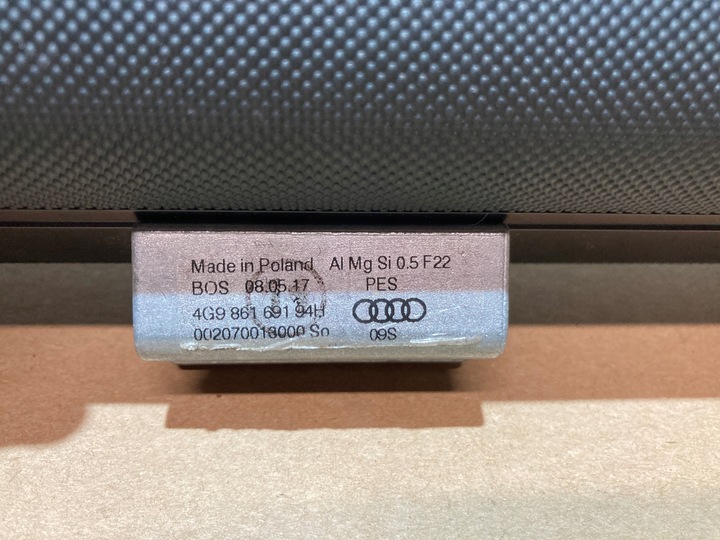 Made in Poland Al Mg Si 0.5 F22
BOS 08.05.17 PES
4G9 861 691 94H
002070013000 So 09S